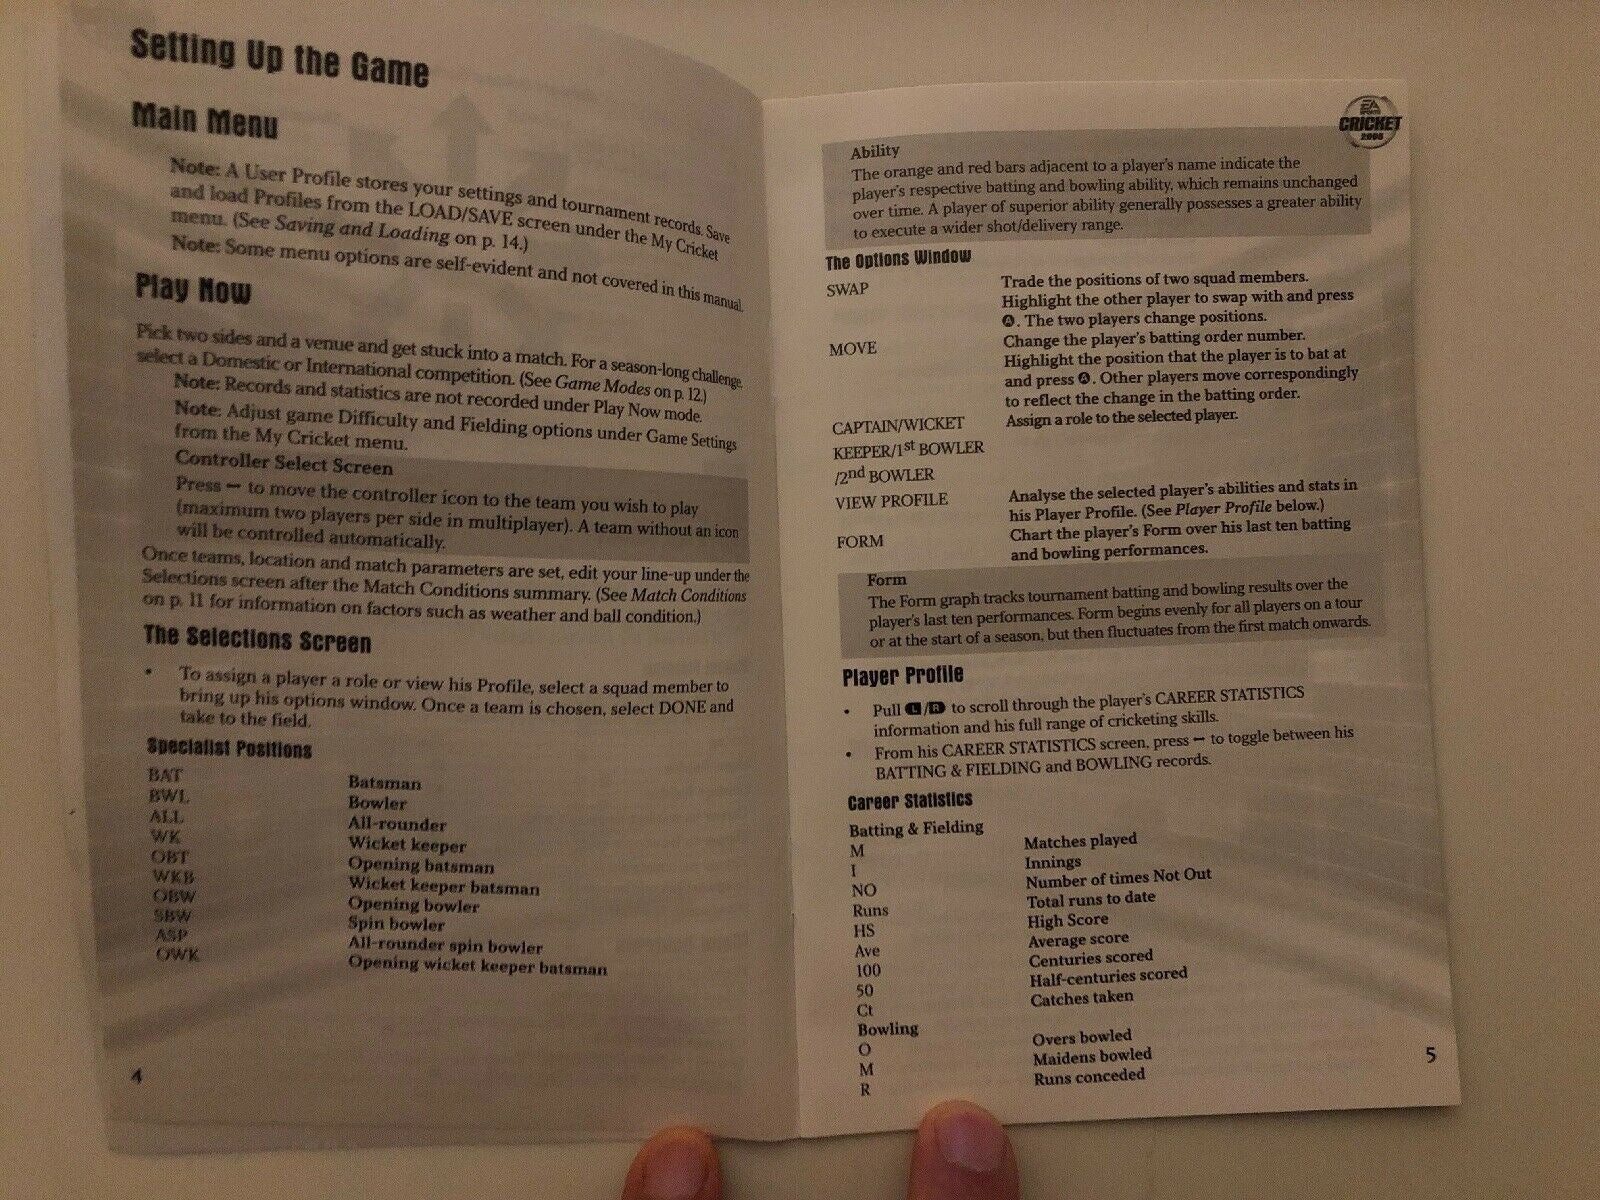 Setting Up the Game
Main Menu
Note: A User Profile stores your settings and tournament records. Save
and load Profiles from the LOAD/SAVE screen under the My Cricket
menu. (See Saving and Loading on p. 14.)
Note: Some menu options are self-evident and not covered in this manual.
Play Now
Pick two sides and a venue and get stuck into a match. For a season-long challenge,
select a Domestic or International competition. (See Game Modes on p. 12.)
Note: Records and statistics are not recorded under Play Now mode.
Note: Adjust game Difficulty and Fielding options under Game Settings
from the My Cricket menu.
Controller Select Screen
Press ↔ to move the controller icon to the team you wish to play
(maximum two players per side in multiplayer). A team without an icon
will be controlled automatically.
Once teams, location and match parameters are set, edit your line-up under the
Selections screen after the Match Conditions summary. (See Match Conditions
on p. 11 for information on factors such as weather and ball condition.)
The Selections Screen
• To assign a player a role or view his Profile, select a squad member to
bring up his options window. Once a team is chosen, select DONE and
take to the field.
Specialist Positions
BAT Batsman
BWL Bowler
ALL All-rounder
WK Wicket keeper
OBT Opening batsman
WKB Wicket keeper batsman
OBW Opening bowler
SBW Spin bowler
ASP All-rounder spin bowler
OWK Opening wicket keeper batsman
4
EA
SPORTS
CRICKET
2005
Ability
The orange and red bars adjacent to a player's name indicate the
player's respective batting and bowling ability, which remains unchanged
over time. A player of superior ability generally possesses a greater ability
to execute a wider shot/delivery range.
The Options Window
SWAP Trade the positions of two squad members.
Highlight the other player to swap with and press
A. The two players change positions.
MOVE Change the player's batting order number.
Highlight the position that the player is to bat at
and press A. Other players move correspondingly
to reflect the change in the batting order.
CAPTAIN/WICKET Assign a role to the selected player.
KEEPER/1st BOWLER
/2nd BOWLER
VIEW PROFILE Analyse the selected player's abilities and stats in
his Player Profile. (See Player Profile below.)
FORM Chart the player's Form over his last ten batting
and bowling performances.
Form
The Form graph tracks tournament batting and bowling results over the
player's last ten performances. Form begins evenly for all players on a tour
or at the start of a season, but then fluctuates from the first match onwards.
Player Profile
• Pull L/R to scroll through the player's CAREER STATISTICS
information and his full range of cricketing skills.
• From his CAREER STATISTICS screen, press ↔ to toggle between his
BATTING & FIELDING and BOWLING records.
Career Statistics
Batting & Fielding
M Matches played
I Innings
NO Number of times Not Out
Runs Total runs to date
HS High Score
Ave Average score
100 Centuries scored
50 Half-centuries scored
Ct Catches taken
Bowling
O Overs bowled
M Maidens bowled
R Runs conceded
5